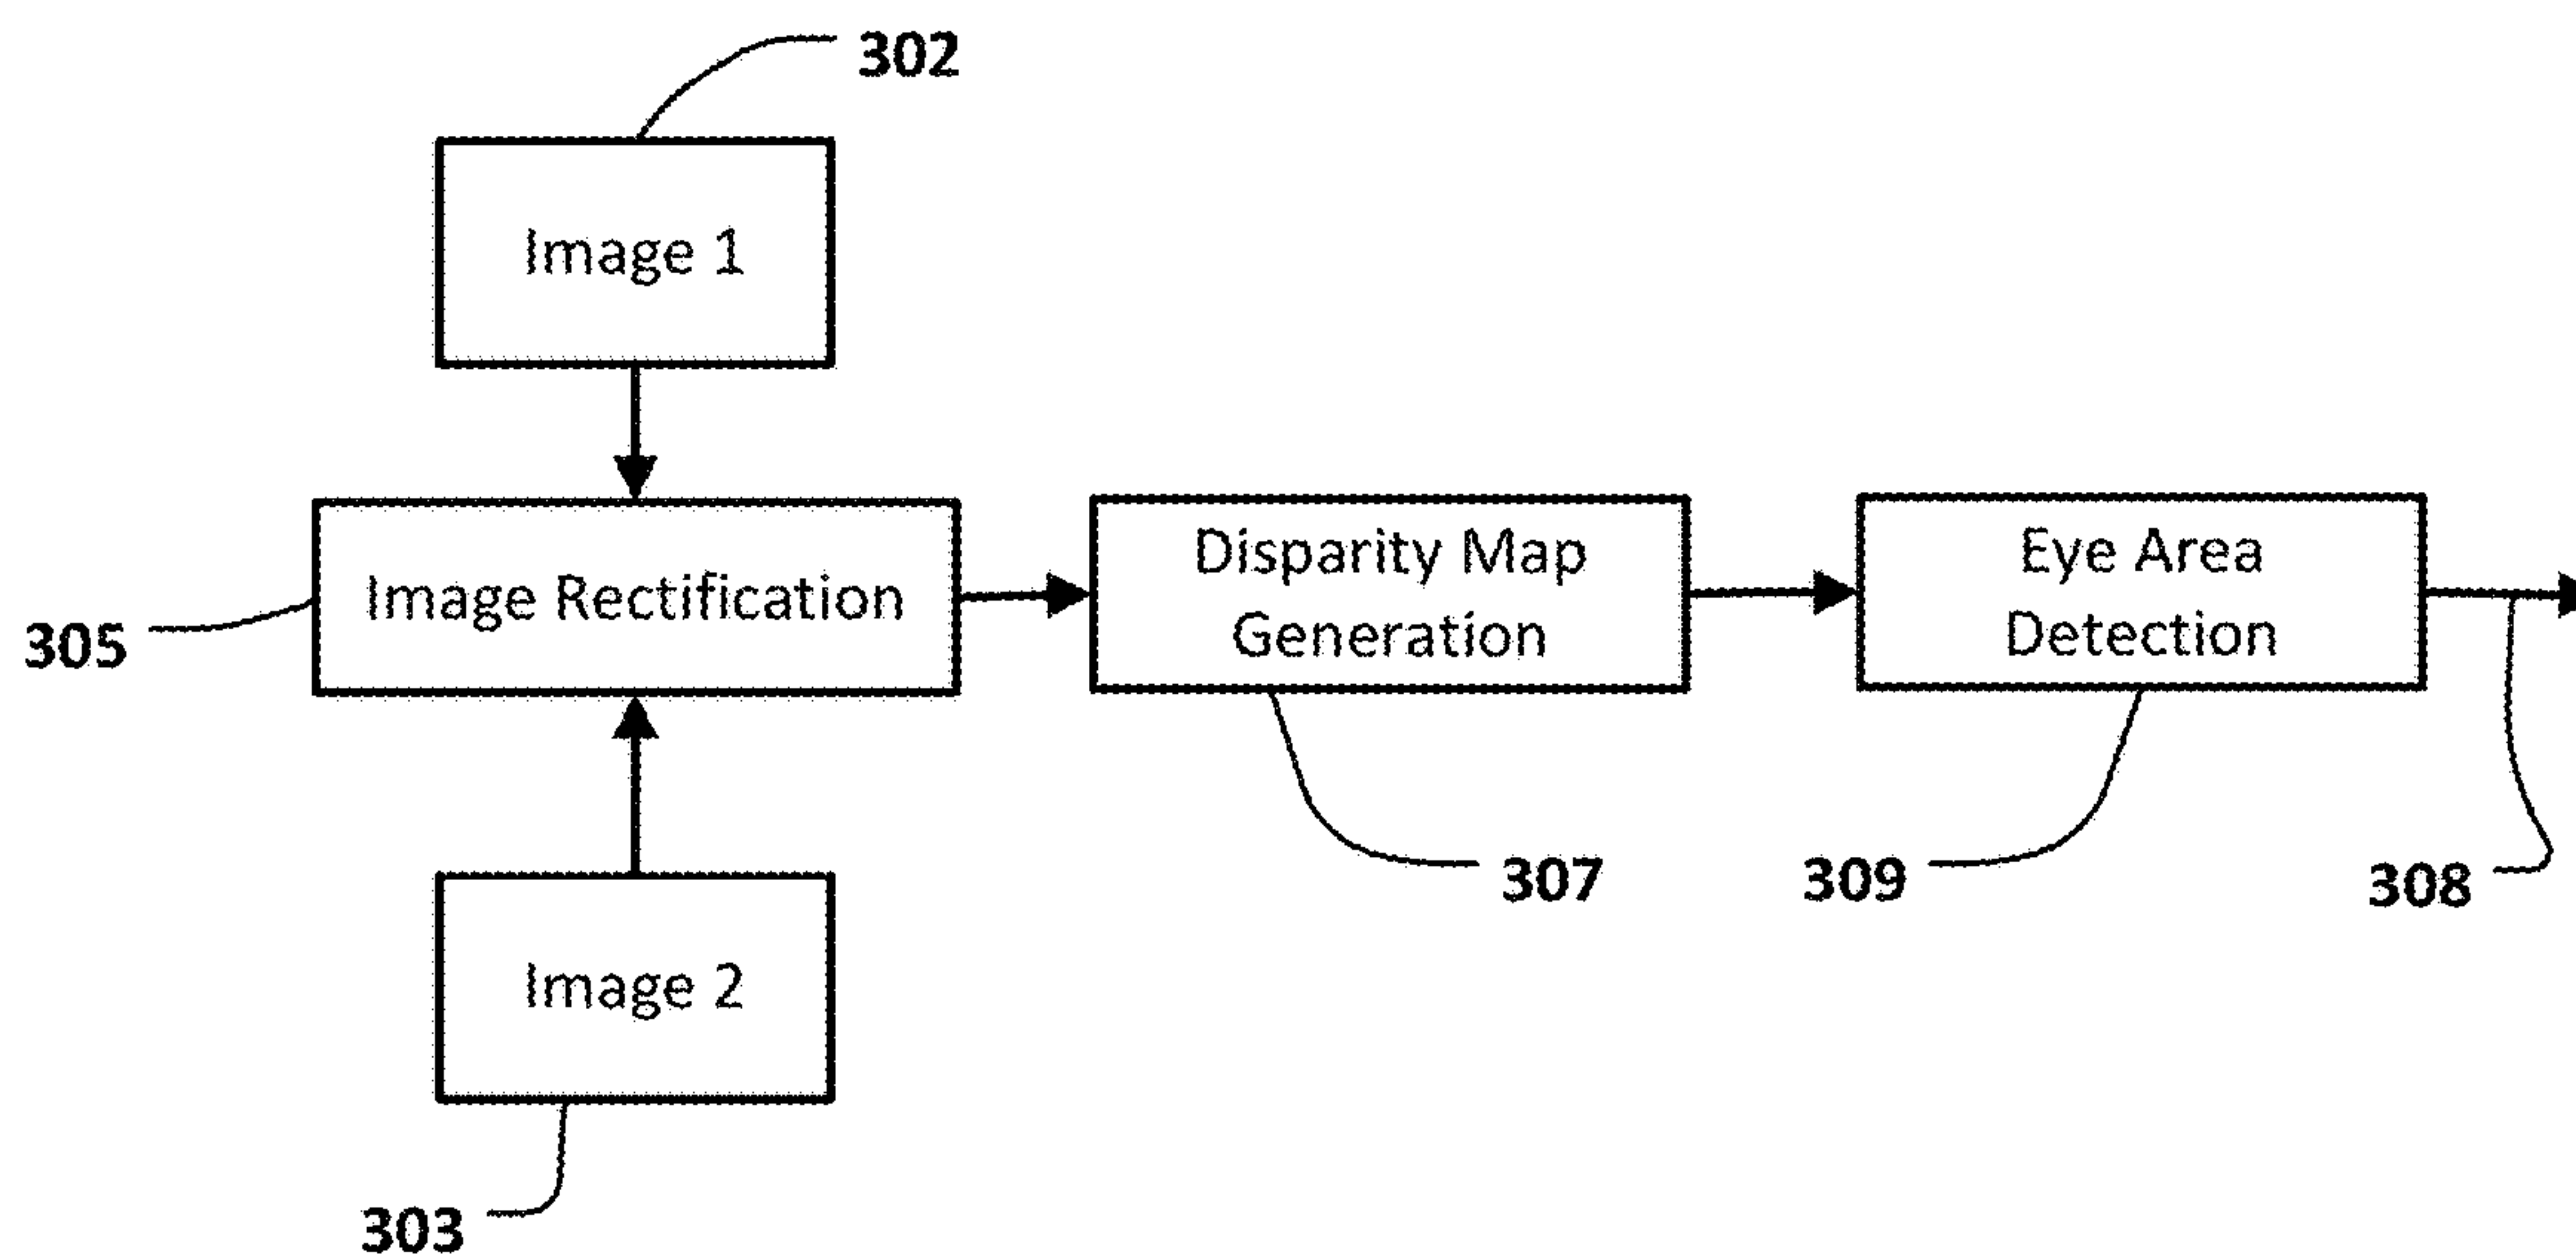 302
Image 1
Image Rectification
Disparity Map
Generation
Eye Area
Detection
305
307
309
308
Image 2
303